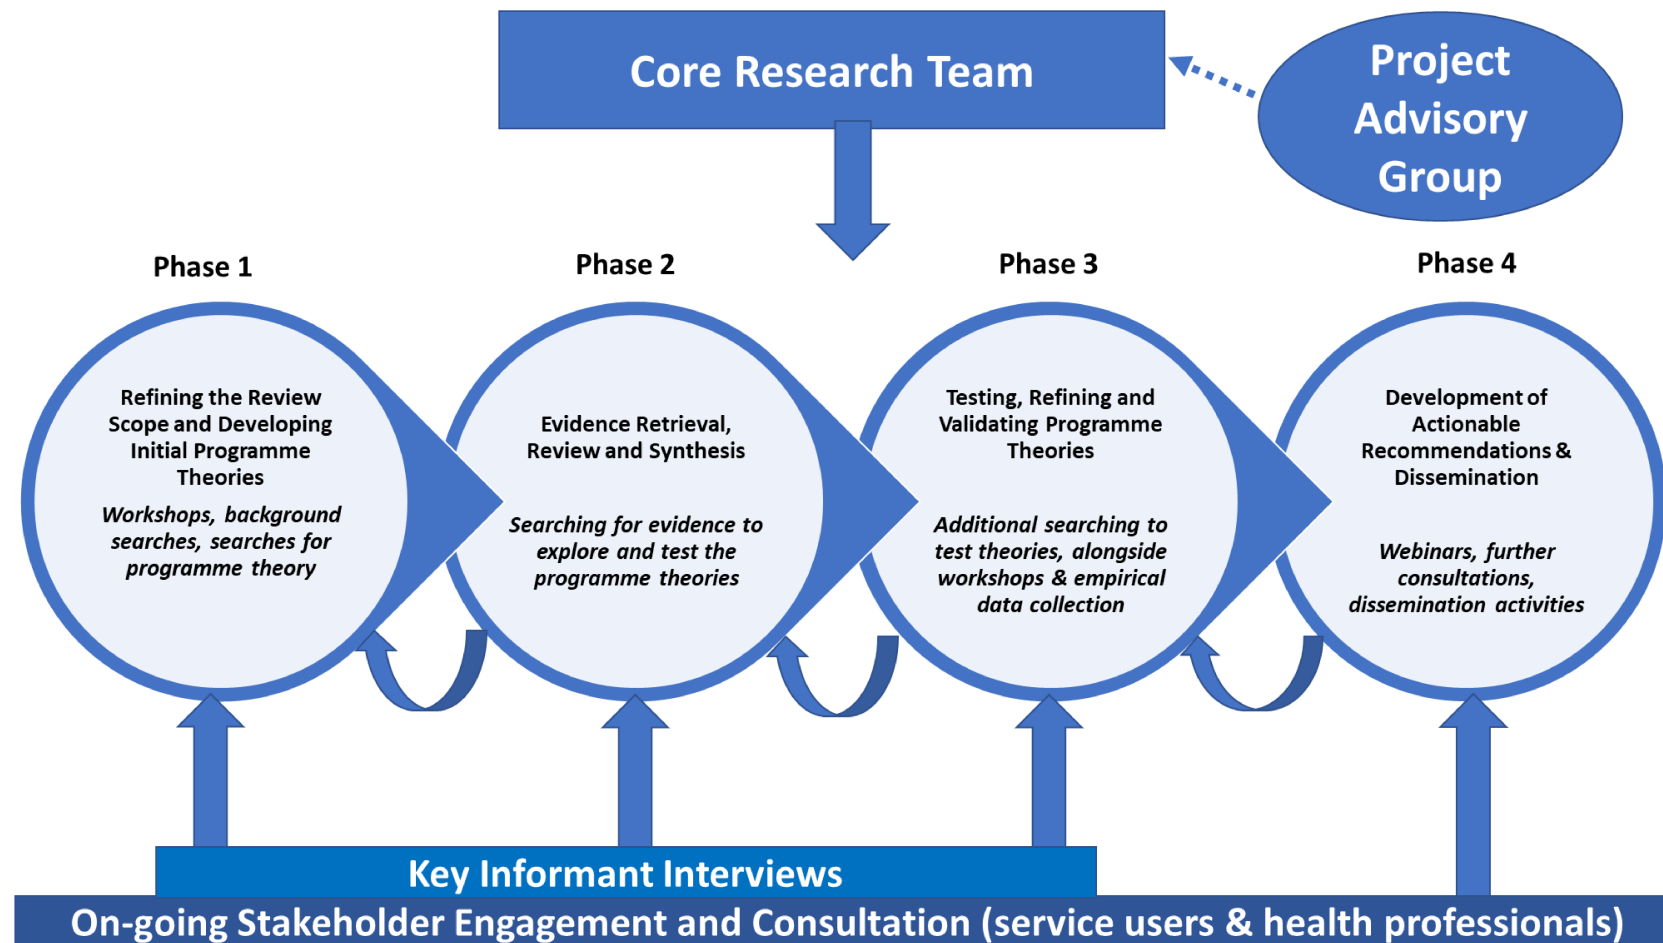 Core Research Team
Project
Advisory
Group
Phase 1
Phase 2
Phase 3
Phase 4
Refining the Review
Scope and Developing
Initial Programme
Theories
Workshops, background
searches, searches for
programme theory
Evidence Retrieval,
Review and Synthesis
Searching for evidence to
explore and test the
programme theories
Testing, Refining and
Validating Programme
Theories
Additional searching to
test theories, alongside
workshops & empirical
data collection
Development of
Actionable
Recommendations &
Dissemination
Webinars, further
consultations,
dissemination activities
Key Informant Interviews
On-going Stakeholder Engagement and Consultation (service users & health professionals)